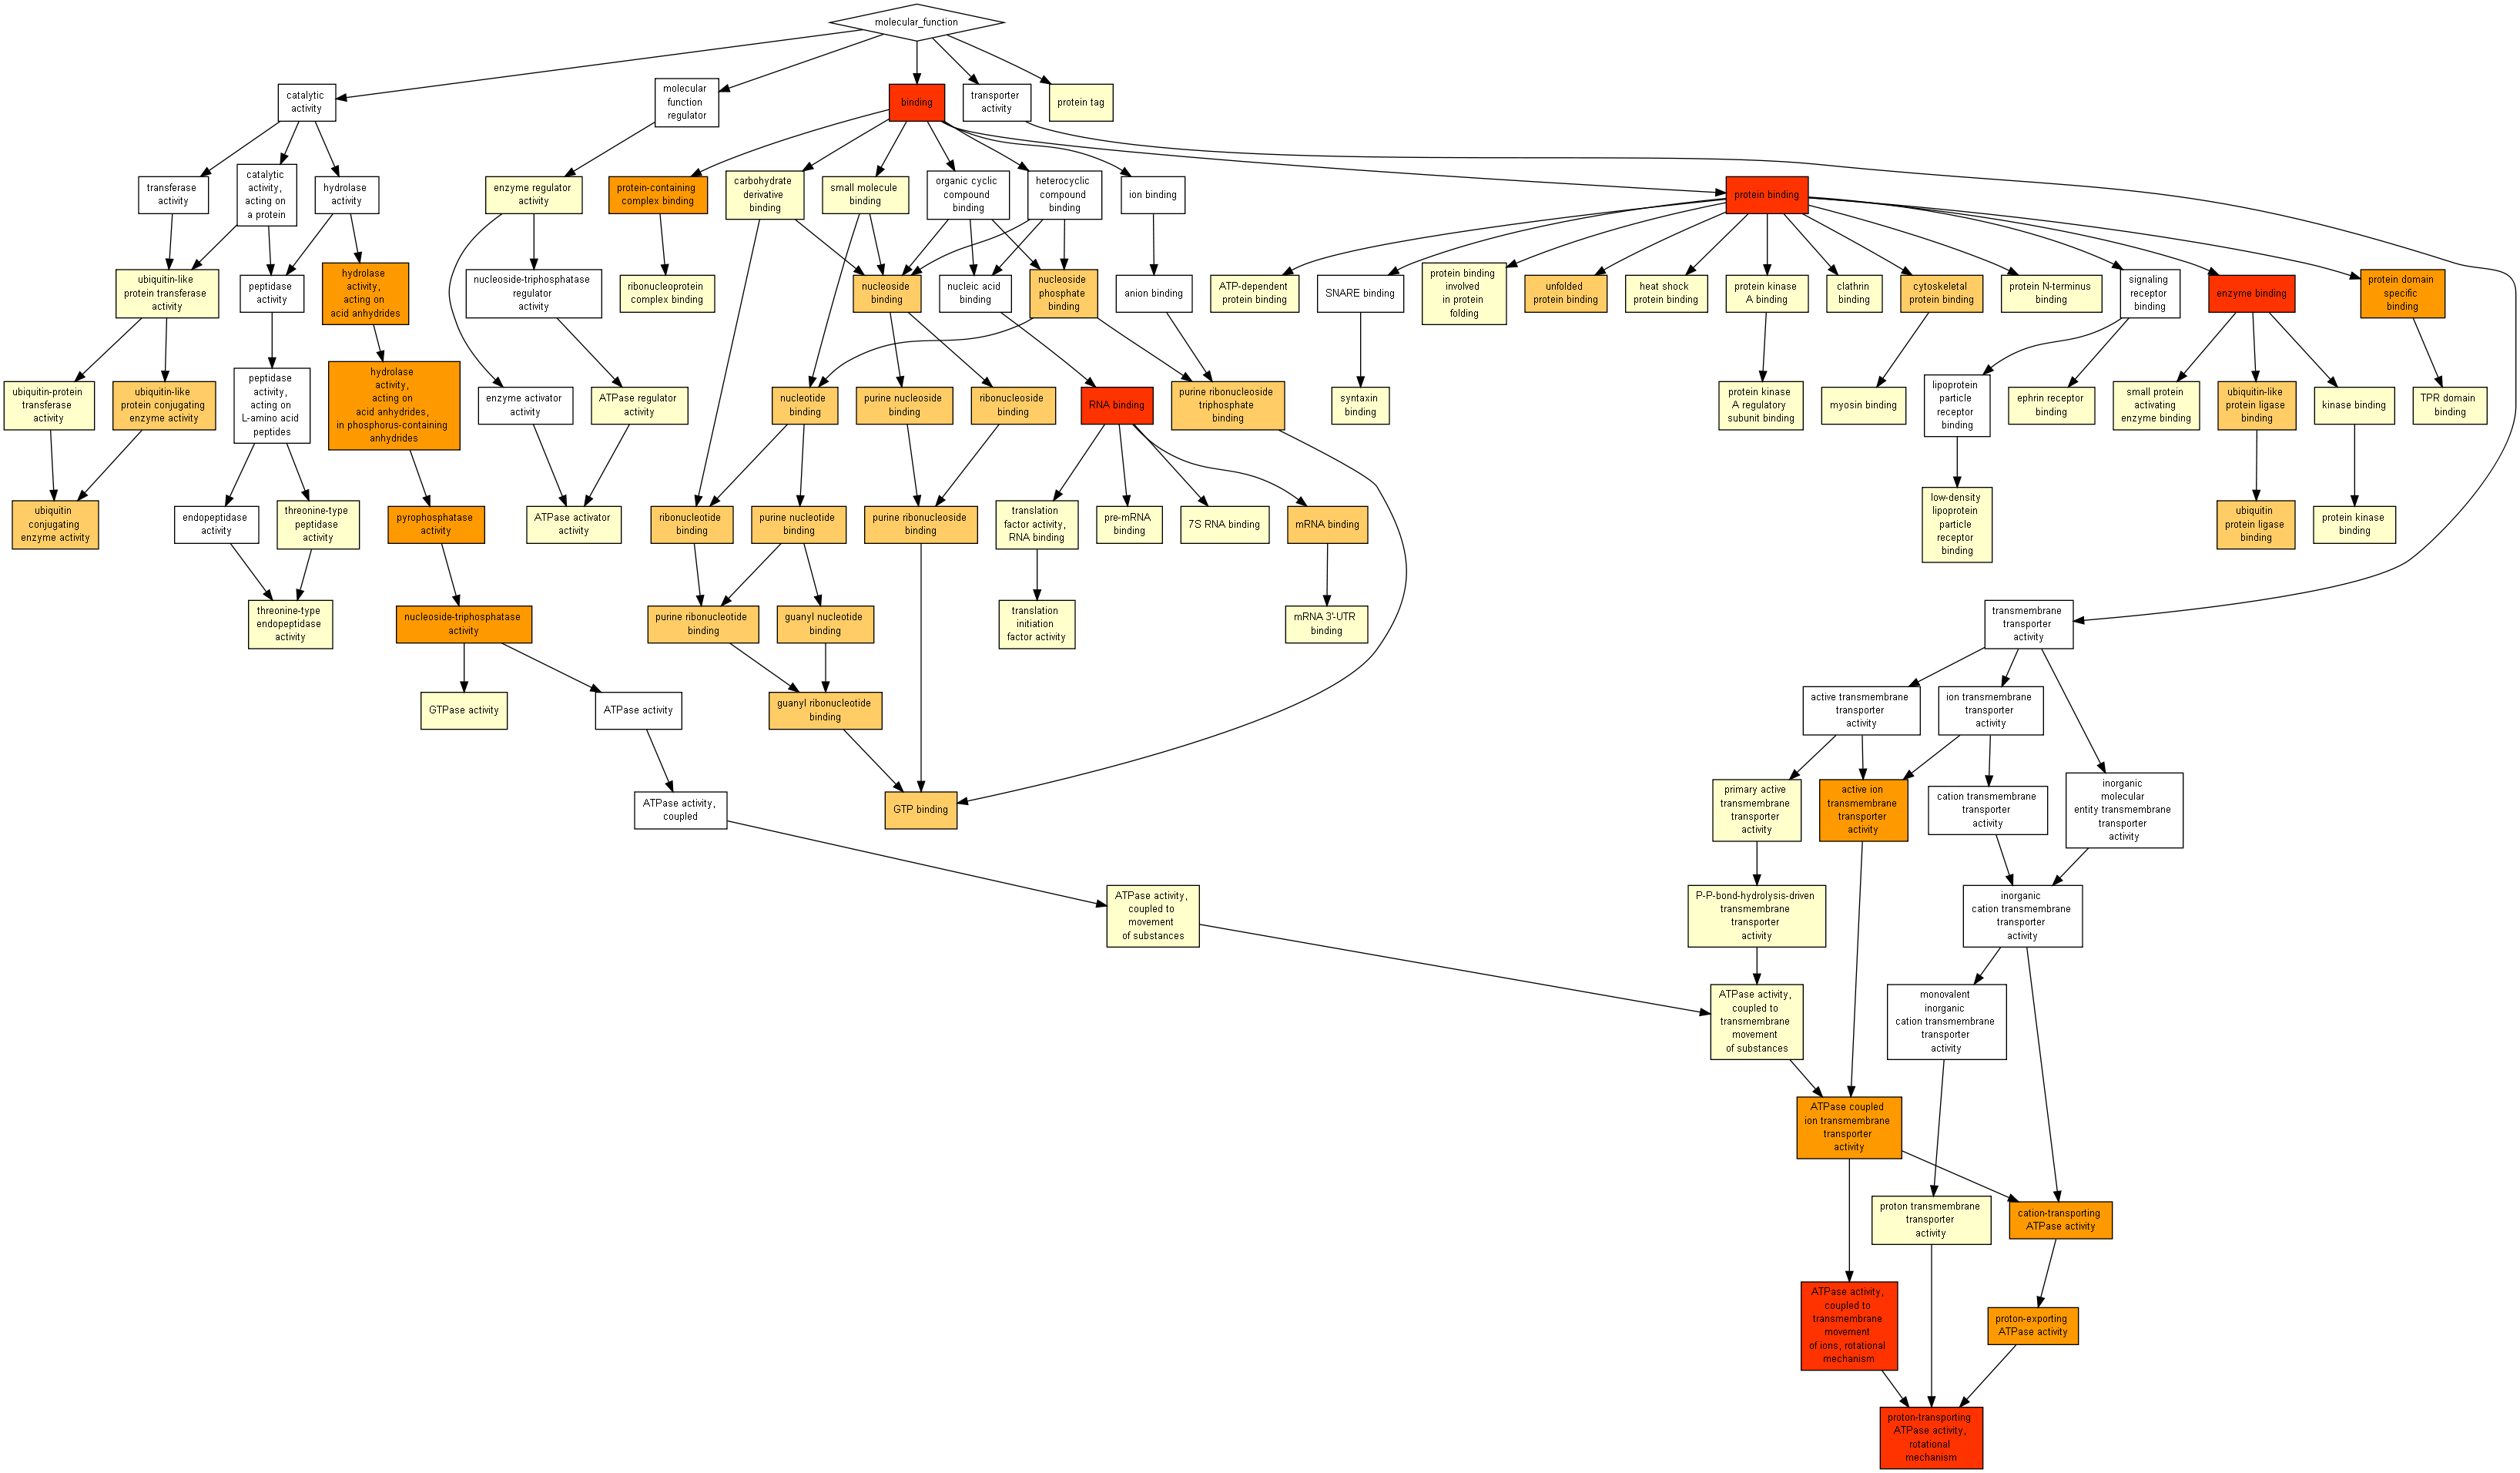 molecular_function
catalytic
activity
molecular
function
regulator
binding
transporter
activity
protein tag
transferase
activity
catalytic
activity,
acting on
a protein
hydrolase
activity
enzyme regulator
activity
protein-containing
complex binding
carbohydrate
derivative
binding
small molecule
binding
organic cyclic
compound
binding
heterocyclic
compound
binding
ion binding
protein binding
ubiquitin-like
protein transferase
activity
peptidase
activity
hydrolase
activity,
acting on
acid anhydrides
nucleoside-triphosphatase
regulator
activity
ribonucleoprotein
complex binding
nucleoside
binding
nucleic acid
binding
nucleoside
phosphate
binding
anion binding
ATP-dependent
protein binding
SNARE binding
protein binding
involved
in protein
folding
unfolded
protein binding
heat shock
protein binding
protein kinase
A binding
clathrin
binding
cytoskeletal
protein binding
protein N-terminus
binding
signaling
receptor
binding
enzyme binding
protein domain
specific
binding
ubiquitin-protein
transferase
activity
ubiquitin-like
protein conjugating
enzyme activity
peptidase
activity,
acting on
L-amino acid
peptides
hydrolase
activity,
acting on
acid anhydrides,
in phosphorus-containing
anhydrides
enzyme activator
activity
ATPase regulator
activity
nucleotide
binding
purine nucleoside
binding
ribonucleoside
binding
RNA binding
purine ribonucleoside
triphosphate
binding
syntaxin
binding
protein kinase
A regulatory
subunit binding
myosin binding
lipoprotein
particle
receptor
binding
ephrin receptor
binding
small protein
activating
enzyme binding
ubiquitin-like
protein ligase
binding
kinase binding
TPR domain
binding
ubiquitin
conjugating
enzyme activity
endopeptidase
activity
threonine-type
peptidase
activity
pyrophosphatase
activity
ATPase activator
activity
ribonucleotide
binding
purine nucleotide
binding
purine ribonucleoside
binding
translation
factor activity,
RNA binding
pre-mRNA
binding
7S RNA binding
mRNA binding
low-density
lipoprotein
particle
receptor
binding
ubiquitin
protein ligase
binding
protein kinase
binding
threonine-type
endopeptidase
activity
nucleoside-triphosphatase
activity
purine ribonucleotide
binding
guanyl nucleotide
binding
translation
initiation
factor activity
mRNA 3'-UTR
binding
transmembrane
transporter
activity
GTPase activity
ATPase activity
guanyl ribonucleotide
binding
active transmembrane
transporter
activity
ion transmembrane
transporter
activity
ATPase activity,
coupled
GTP binding
primary active
transmembrane
transporter
activity
active ion
transmembrane
transporter
activity
cation transmembrane
transporter
activity
inorganic
molecular
entity transmembrane
transporter
activity
ATPase activity,
coupled to
movement
of substances
P-P-bond-hydrolysis-driven
transmembrane
transporter
activity
inorganic
cation transmembrane
transporter
activity
ATPase activity,
coupled to
transmembrane
movement
of substances
monovalent
inorganic
cation transmembrane
transporter
activity
ATPase coupled
ion transmembrane
transporter
activity
proton transmembrane
transporter
activity
cation-transporting
ATPase activity
ATPase activity,
coupled to
transmembrane
movement
of ions, rotational
mechanism
proton-exporting
ATPase activity
proton-transporting
ATPase activity,
rotational
mechanism